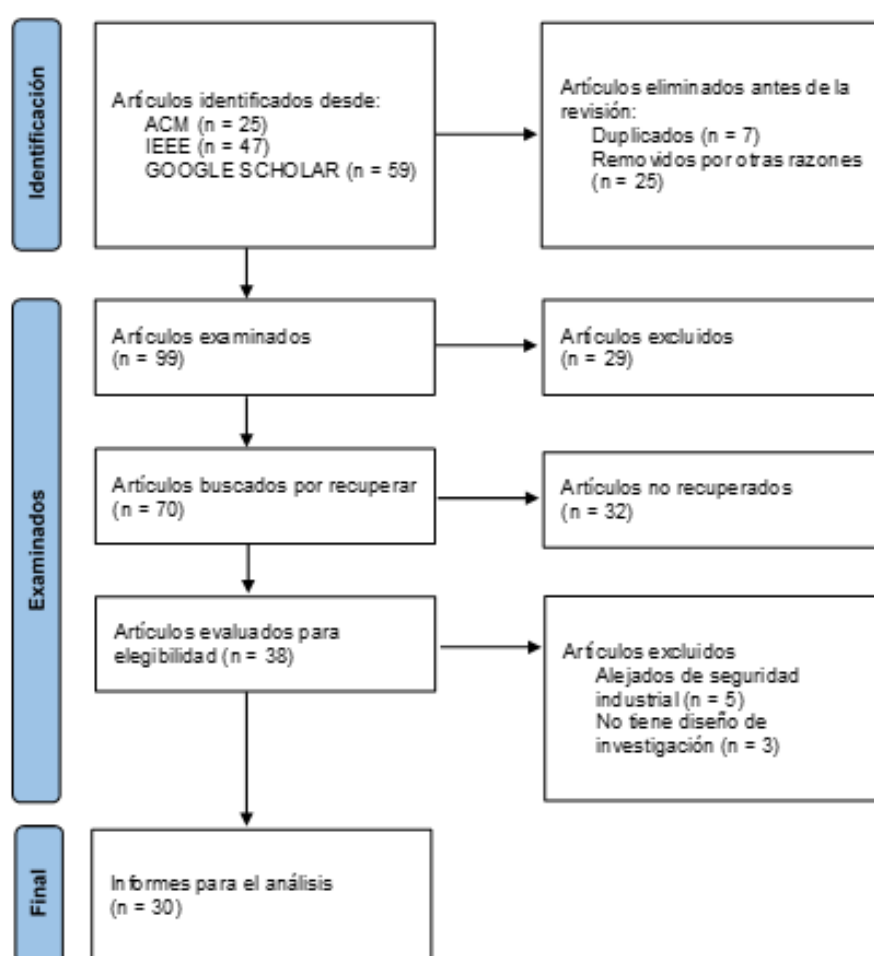 Identificación
Artículos identificados desde:
ACM (n = 25)
IEEE (n = 47)
GOOGLE SCHOLAR (n = 59)
Artículos eliminados antes de la
revisión:
Duplicados (n = 7)
Removidos por otras razones
(n = 25)
Examinados
Artículos examinados
(n = 99)
Artículos excluidos
(n = 29)
Artículos buscados por recuperar
(n = 70)
Artículos no recuperados
(n = 32)
Artículos evaluados para
elegibilidad (n = 38)
Artículos excluidos
Alejados de seguridad
industrial (n = 5)
No tiene diseño de
investigación (n = 3)
Final
Informes para el análisis
(n = 30)